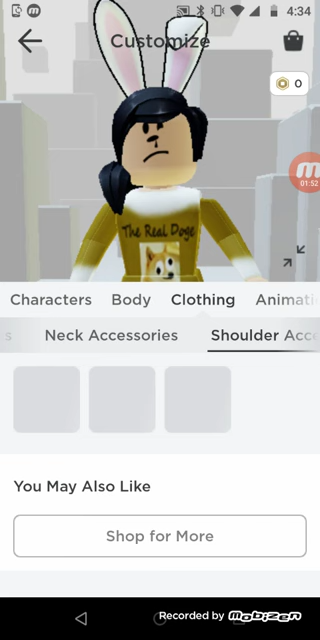 4:34
Customize
0
01:52
The Real Doge
Characters Body Clothing Animati
s Neck Accessories Shoulder Acc
You May Also Like
Shop for More
Recorded by mobizen